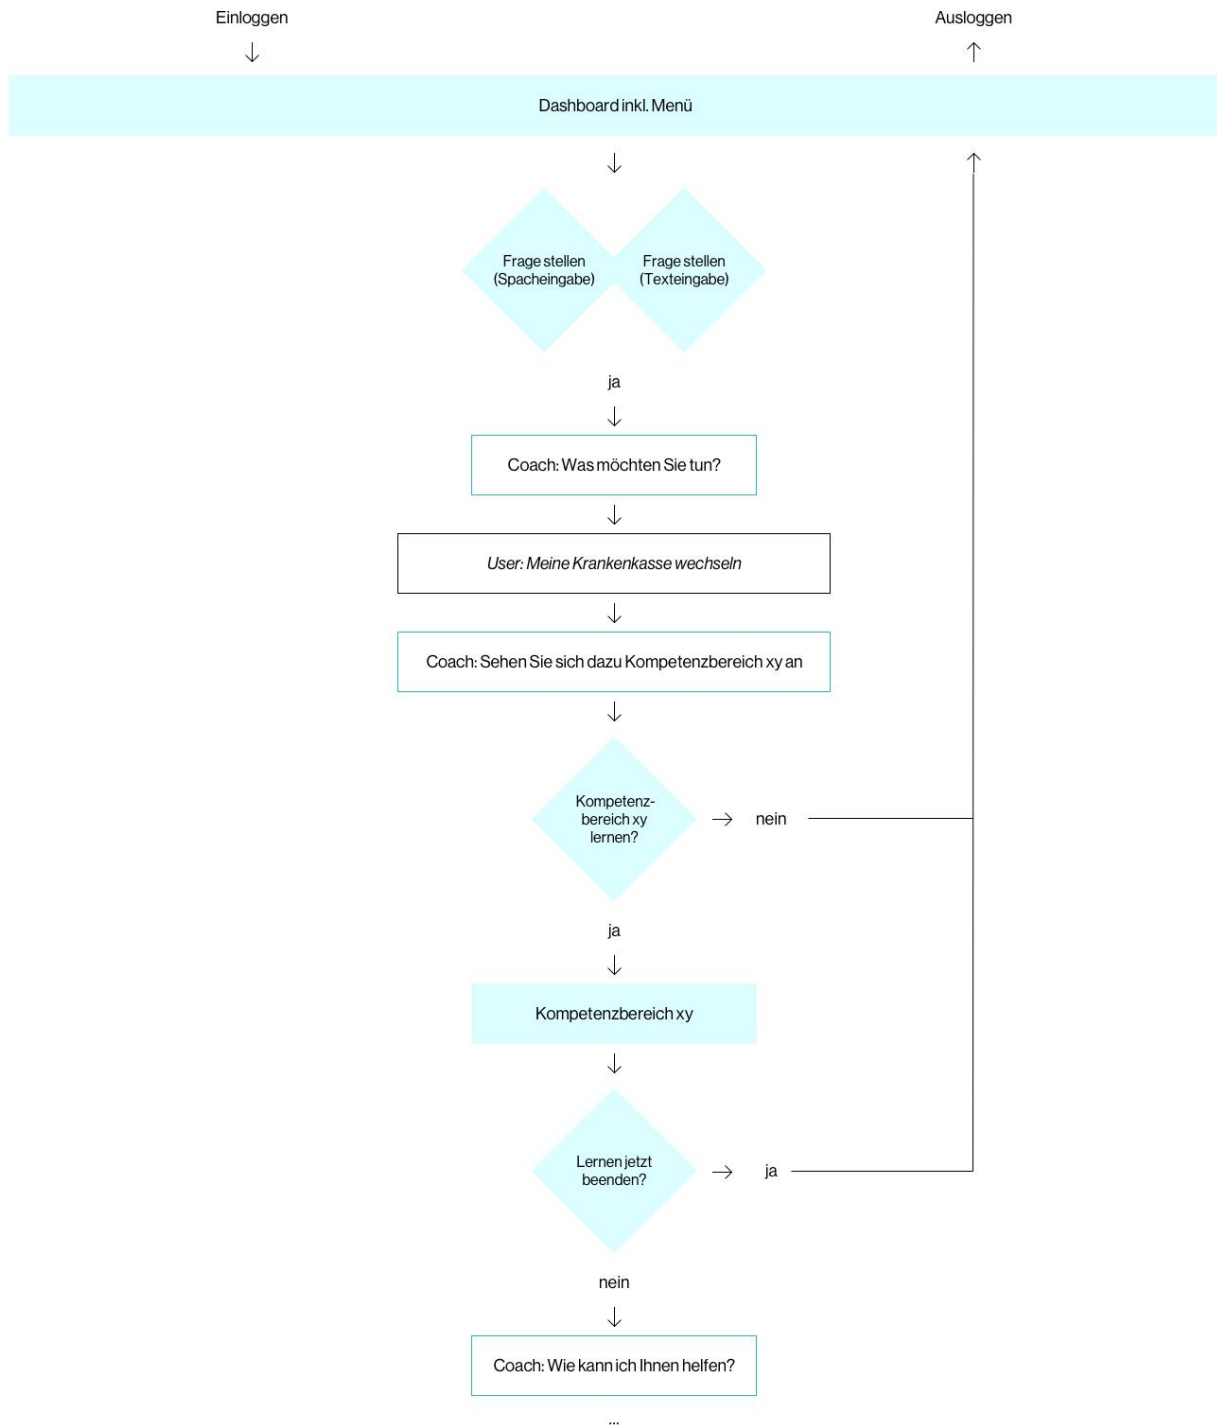 Einloggen
Ausloggen
Dashboard inkl. Menü
Frage stellen
(Spacheingabe)
Frage stellen
(Texteingabe)
ja
Coach: Was möchten Sie tun?
User: Meine Krankenkasse wechseln
Coach: Sehen Sie sich dazu Kompetenzbereich xy an
Kompetenz-
bereich xy
lernen?
nein
ja
Kompetenzbereich xy
Lernen jetzt
beenden?
ja
nein
Coach: Wie kann ich Ihnen helfen?
...